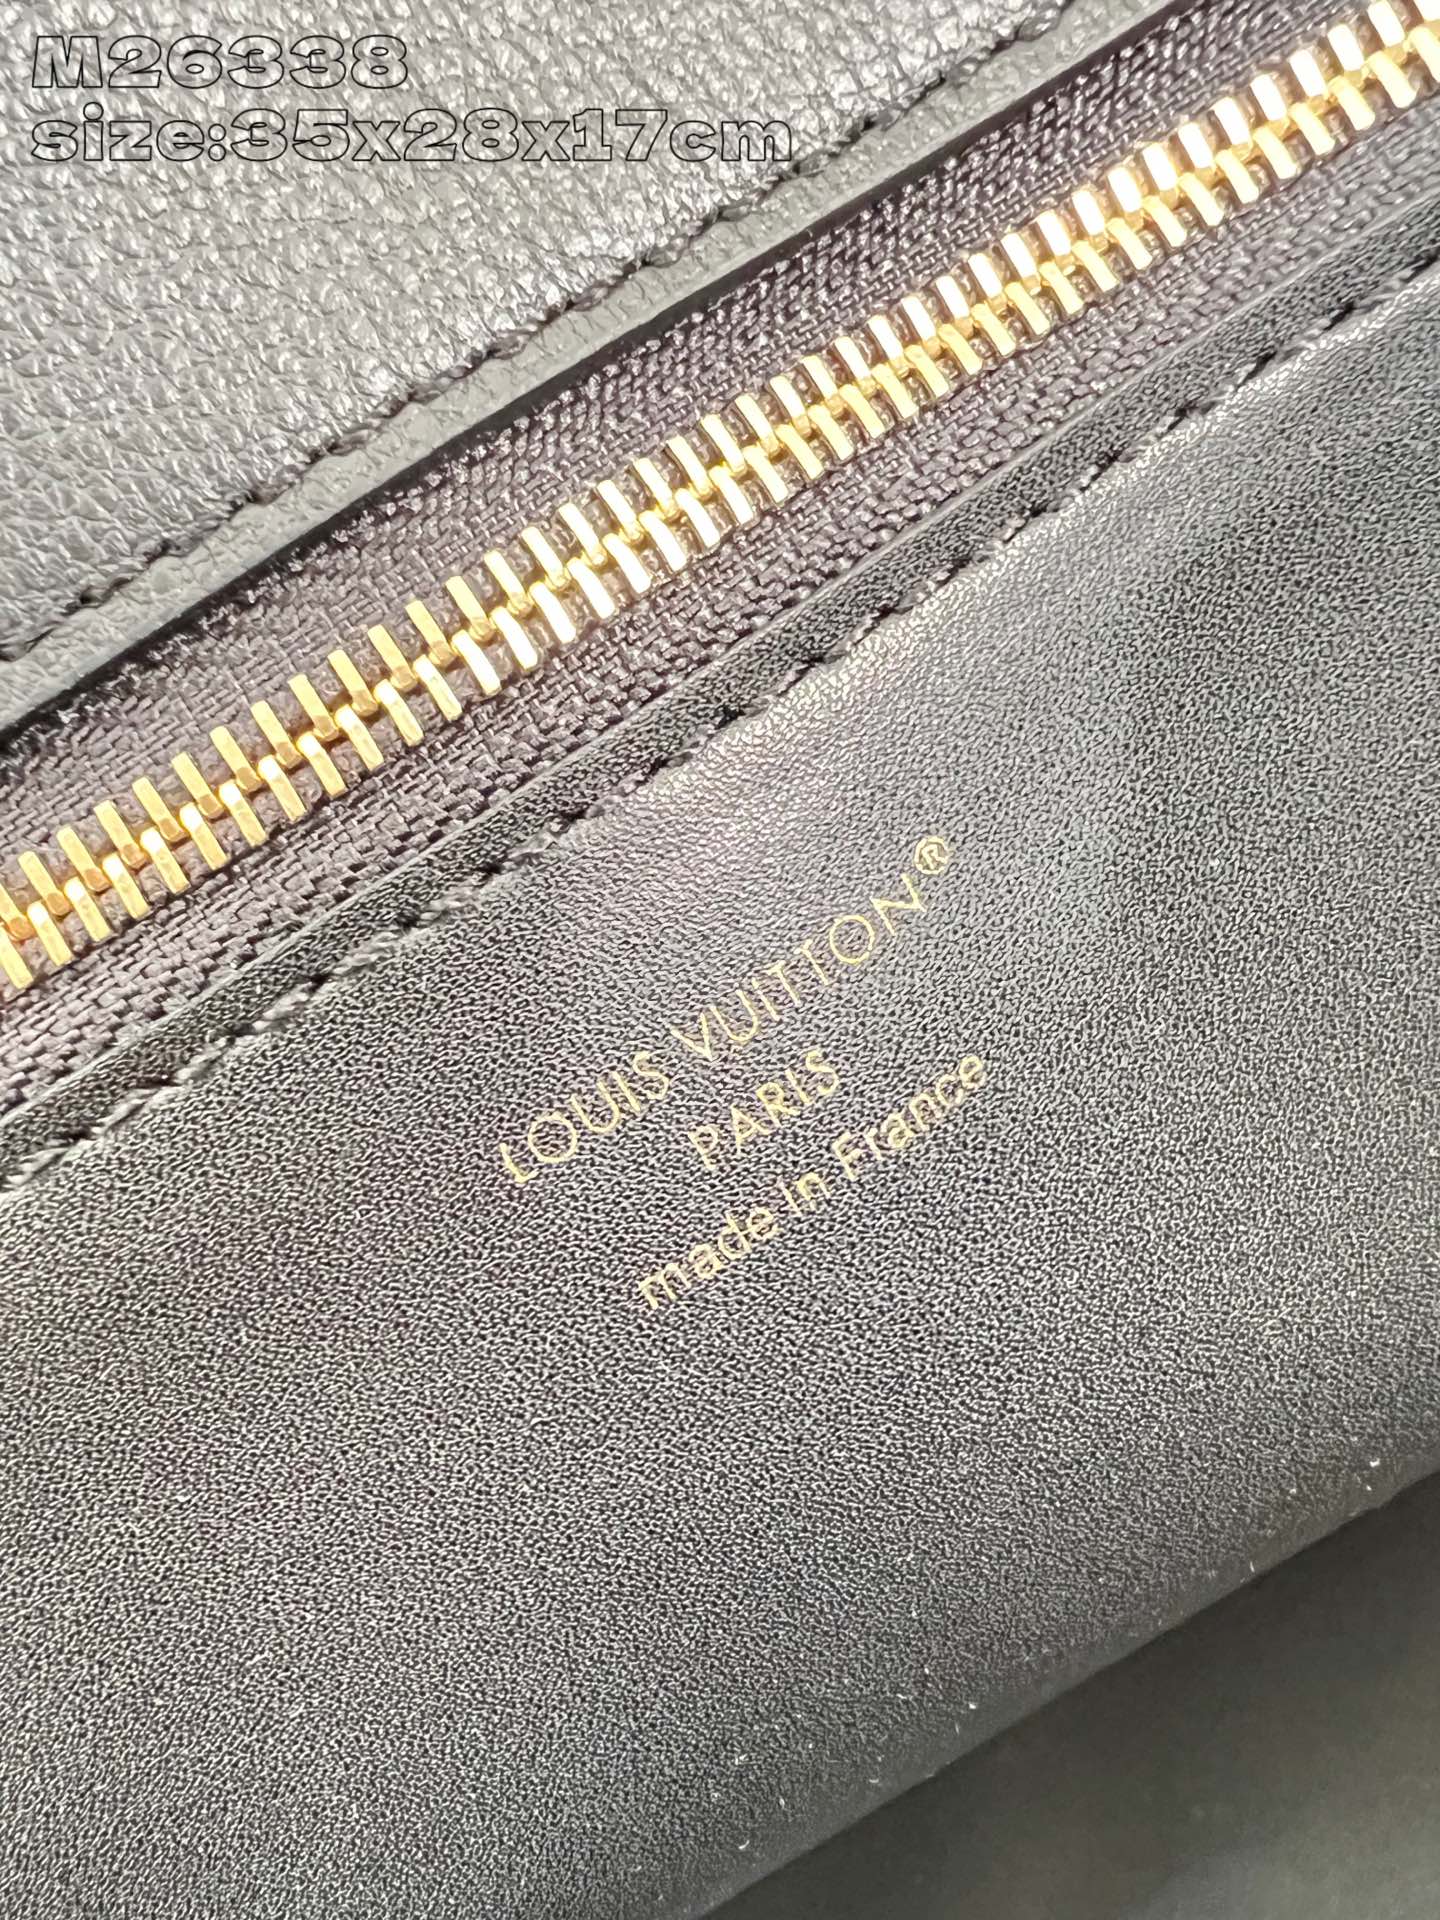 M26338
size:35x28x17cm
LOUIS VUITTON®
PARIS
made in France